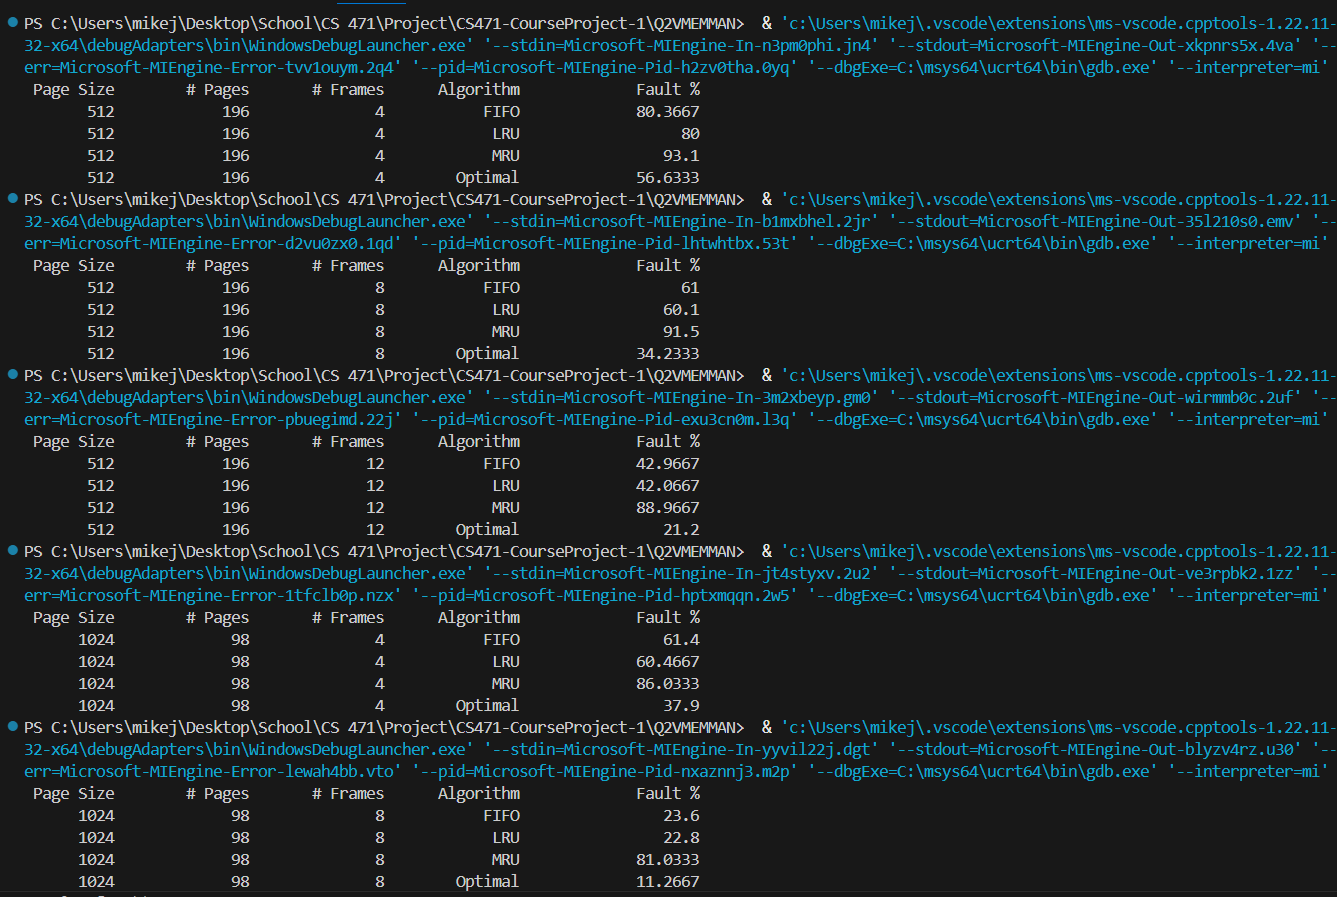 PS C:\Users\mikej\Desktop\School\CS 471\Project\CS471-CourseProject-1\Q2VMEMMAN> & 'c:\Users\mikej\.vscode\extensions\ms-vscode.cpptools-1.22.11-
32-x64\debugAdapters\bin\WindowsDebugLauncher.exe' '--stdin=Microsoft-MIEngine-In-n3pm0phi.jn4' '--stdout=Microsoft-MIEngine-Out-xkpnrs5x.4va' '--
err=Microsoft-MIEngine-Error-tvv1ouym.2q4' '--pid=Microsoft-MIEngine-Pid-h2zv0tha.0yq' '--dbgExe=C:\msys64\ucrt64\bin\gdb.exe' '--interpreter=mi'
Page Size # Pages # Frames Algorithm Fault %
512 196 4 FIFO 80.3667
512 196 4 LRU 80
512 196 4 MRU 93.1
512 196 4 Optimal 56.6333
PS C:\Users\mikej\Desktop\School\CS 471\Project\CS471-CourseProject-1\Q2VMEMMAN> & 'c:\Users\mikej\.vscode\extensions\ms-vscode.cpptools-1.22.11-
32-x64\debugAdapters\bin\WindowsDebugLauncher.exe' '--stdin=Microsoft-MIEngine-In-b1mxbhel.2jr' '--stdout=Microsoft-MIEngine-Out-35l210s0.emv' '--
err=Microsoft-MIEngine-Error-d2vu0zx0.1qd' '--pid=Microsoft-MIEngine-Pid-lhtwhtbx.53t' '--dbgExe=C:\msys64\ucrt64\bin\gdb.exe' '--interpreter=mi'
Page Size # Pages # Frames Algorithm Fault %
512 196 8 FIFO 61
512 196 8 LRU 60.1
512 196 8 MRU 91.5
512 196 8 Optimal 34.2333
PS C:\Users\mikej\Desktop\School\CS 471\Project\CS471-CourseProject-1\Q2VMEMMAN> & 'c:\Users\mikej\.vscode\extensions\ms-vscode.cpptools-1.22.11-
32-x64\debugAdapters\bin\WindowsDebugLauncher.exe' '--stdin=Microsoft-MIEngine-In-3m2xbeyp.gm0' '--stdout=Microsoft-MIEngine-Out-wirmmb0c.2uf' '--
err=Microsoft-MIEngine-Error-pbuegimd.22j' '--pid=Microsoft-MIEngine-Pid-exu3cn0m.l3q' '--dbgExe=C:\msys64\ucrt64\bin\gdb.exe' '--interpreter=mi'
Page Size # Pages # Frames Algorithm Fault %
512 196 12 FIFO 42.9667
512 196 12 LRU 42.0667
512 196 12 MRU 88.9667
512 196 12 Optimal 21.2
PS C:\Users\mikej\Desktop\School\CS 471\Project\CS471-CourseProject-1\Q2VMEMMAN> & 'c:\Users\mikej\.vscode\extensions\ms-vscode.cpptools-1.22.11-
32-x64\debugAdapters\bin\WindowsDebugLauncher.exe' '--stdin=Microsoft-MIEngine-In-jt4styxv.2u2' '--stdout=Microsoft-MIEngine-Out-ve3rpbk2.1zz' '--
err=Microsoft-MIEngine-Error-1tfclb0p.nzx' '--pid=Microsoft-MIEngine-Pid-hptxmqqn.2w5' '--dbgExe=C:\msys64\ucrt64\bin\gdb.exe' '--interpreter=mi'
Page Size # Pages # Frames Algorithm Fault %
1024 98 4 FIFO 61.4
1024 98 4 LRU 60.4667
1024 98 4 MRU 86.0333
1024 98 4 Optimal 37.9
PS C:\Users\mikej\Desktop\School\CS 471\Project\CS471-CourseProject-1\Q2VMEMMAN> & 'c:\Users\mikej\.vscode\extensions\ms-vscode.cpptools-1.22.11-
32-x64\debugAdapters\bin\WindowsDebugLauncher.exe' '--stdin=Microsoft-MIEngine-In-yyvil22j.dgt' '--stdout=Microsoft-MIEngine-Out-blyzv4rz.u30' '--
err=Microsoft-MIEngine-Error-lewah4bb.vto' '--pid=Microsoft-MIEngine-Pid-nxaznnj3.m2p' '--dbgExe=C:\msys64\ucrt64\bin\gdb.exe' '--interpreter=mi'
Page Size # Pages # Frames Algorithm Fault %
1024 98 8 FIFO 23.6
1024 98 8 LRU 22.8
1024 98 8 MRU 81.0333
1024 98 8 Optimal 11.2667